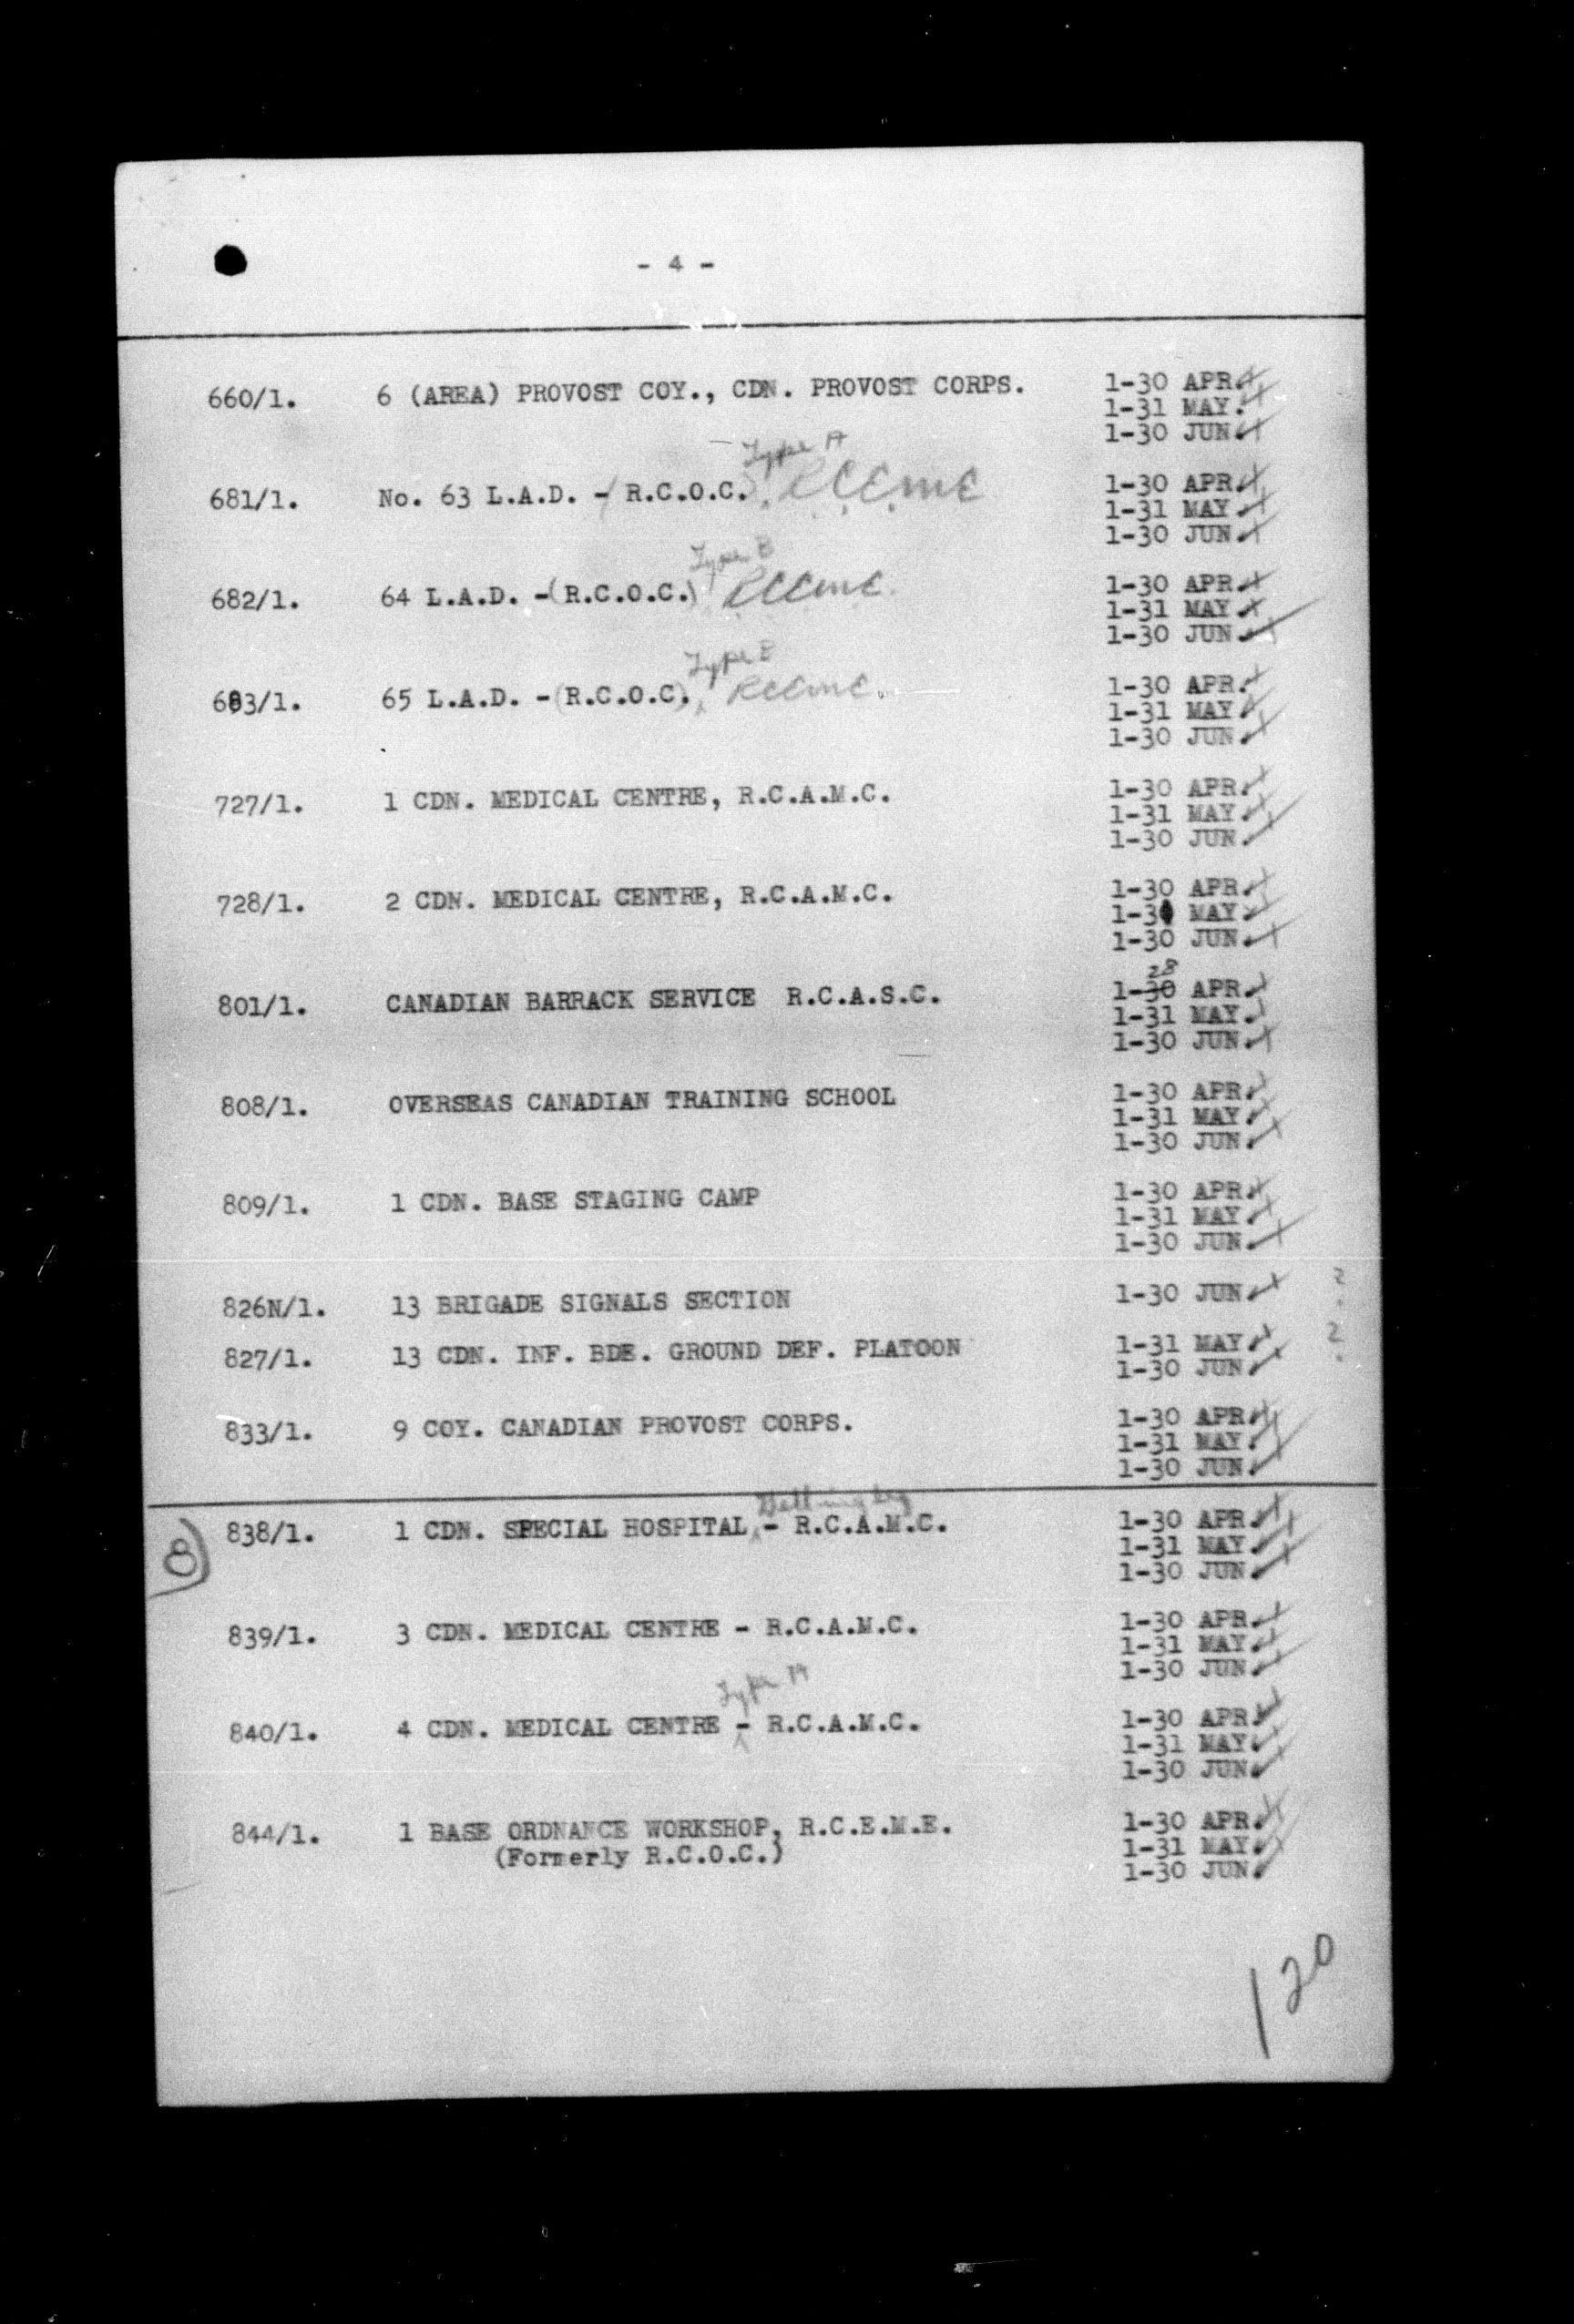 - 4 -
660/1. 6 (AREA) PROVOST COY., CDN. PROVOST CORPS. 1-30 APR.
1-31 MAY.
1-30 JUN.
Type A
681/1. No. 63 L.A.D. - R.C.O.C. RCEME 1-30 APR.
1-31 MAY
1-30 JUN.
Type B
682/1. 64 L.A.D. -(R.C.O.C.) RCEME 1-30 APR.
1-31 MAY
1-30 JUN
Type B
683/1. 65 L.A.D. -(R.C.O.C). RCEME 1-30 APR.
1-31 MAY
1-30 JUN
727/1. 1 CDN. MEDICAL CENTRE, R.C.A.M.C. 1-30 APR.
1-31 MAY.
1-30 JUN.
728/1. 2 CDN. MEDICAL CENTRE, R.C.A.M.C. 1-30 APR.
1-3 MAY
1-30 JUN.
28
801/1. CANADIAN BARRACK SERVICE R.C.A.S.C. 1-30 APR.
1-31 MAY.
1-30 JUN.
808/1. OVERSEAS CANADIAN TRAINING SCHOOL 1-30 APR.
1-31 MAY.
1-30 JUN.
809/1. 1 CDN. BASE STAGING CAMP 1-30 APR.
1-31 MAY.
1-30 JUN.
826N/1. 13 BRIGADE SIGNALS SECTION 1-30 JUN. ?
827/1. 13 CDN. INF. BDE. GROUND DEF. PLATOON 1-31 MAY. ?
1-30 JUN.
833/1. 9 COY. CANADIAN PROVOST CORPS. 1-30 APR.
1-31 MAY.
1-30 JUN.
8 838/1. 1 CDN. SPECIAL HOSPITAL - R.C.A.M.C. 1-30 APR.
1-31 MAY.
1-30 JUN.
839/1. 3 CDN. MEDICAL CENTRE - R.C.A.M.C. 1-30 APR.
1-31 MAY.
1-30 JUN.
Type
840/1. 4 CDN. MEDICAL CENTRE - R.C.A.M.C. 1-30 APR.
1-31 MAY.
1-30 JUN.
844/1. 1 BASE ORDNANCE WORKSHOP, R.C.E.M.E. 1-30 APR.
(Formerly R.C.O.C.) 1-31 MAY.
1-30 JUN.
120